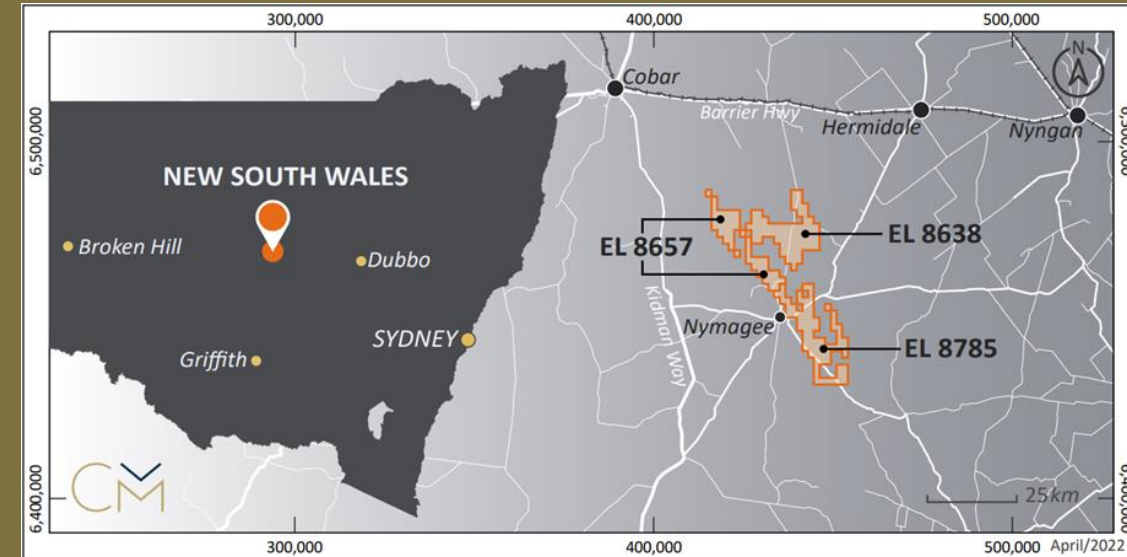 300,000
400,000
500,000
6,500,000
Cobar
N
Barrier Hwy
Hermidale
Nyngan
NEW SOUTH WALES
Broken Hill
Dubbo
SYDNEY
Griffith
EL 8657
EL 8638
Kidman Way
Nymagee
EL 8785
6,400,000
CM
25km
300,000
400,000
500,000
April/2022